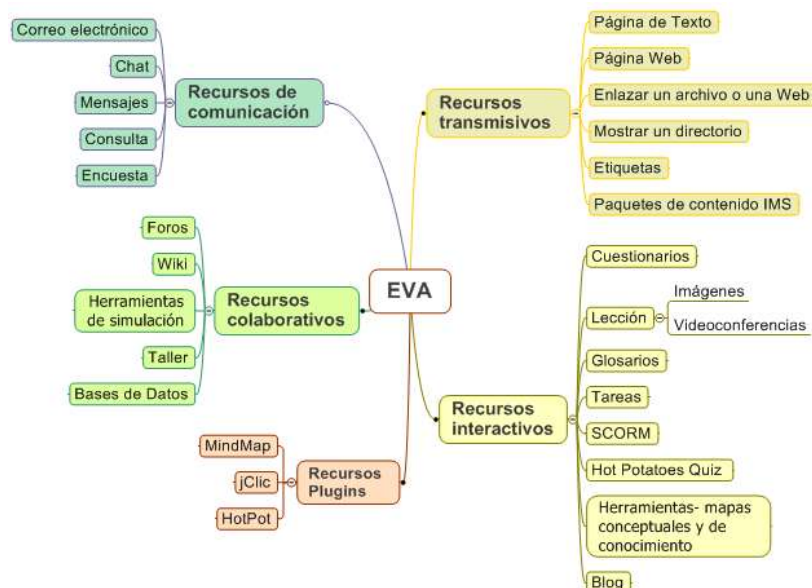 Correo electrónico
Chat
Mensajes
Consulta
Encuesta
Recursos de
comunicación
Foros
Wiki
Herramientas
de simulación
Taller
Bases de Datos
Recursos
colaborativos
MindMap
jClic
HotPot
Recursos
Plugins
EVA
Recursos
transmisivos
Página de Texto
Página Web
Enlazar un archivo o una Web
Mostrar un directorio
Etiquetas
Paquetes de contenido IMS
Recursos
interactivos
Cuestionarios
Lección
Imágenes
Videoconferencias
Glosarios
Tareas
SCORM
Hot Potatoes Quiz
Herramientas- mapas
conceptuales y de
conocimiento
Blog